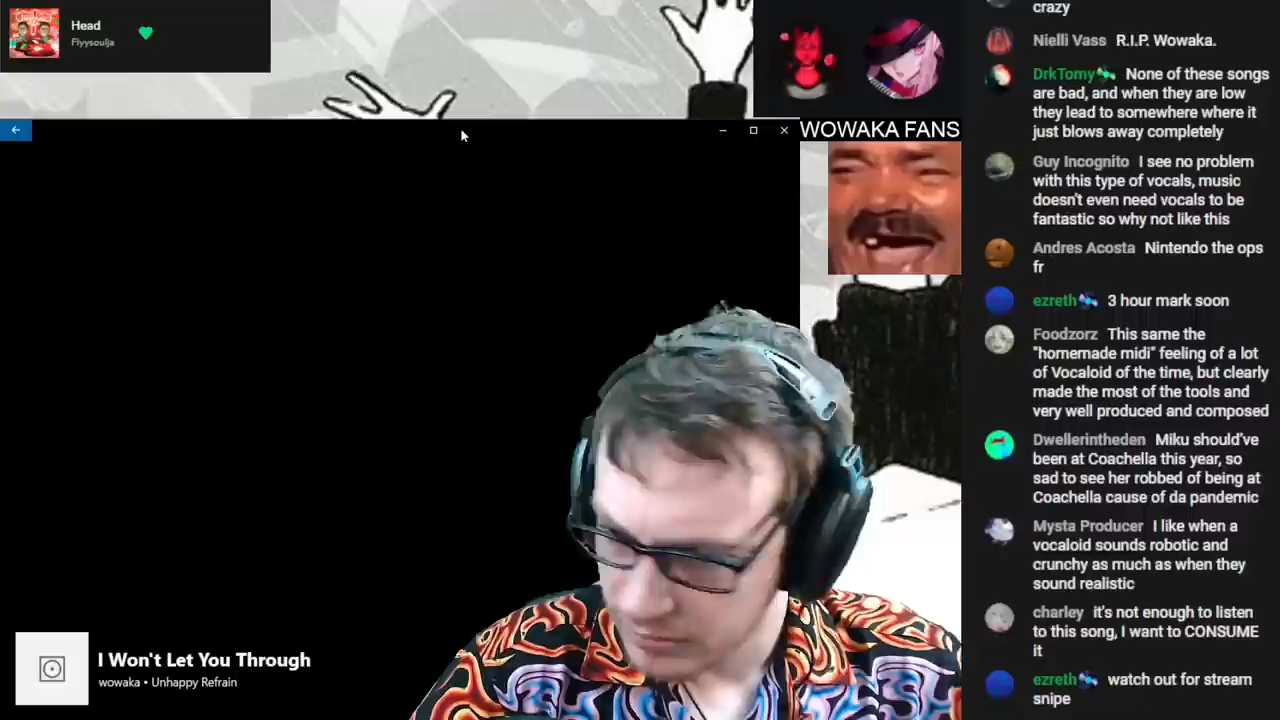 Head
Flyysoulja
WOWAKA FANS
I Won't Let You Through
wowaka • Unhappy Refrain
crazy
Nielli Vass R.I.P. Wowaka.
DrkTomy None of these songs
are bad, and when they are low
they lead to somewhere where it
just blows away completely
Guy Incognito I see no problem
with this type of vocals, music
doesn't even need vocals to be
fantastic so why not like this
Andres Acosta Nintendo the ops
fr
ezreth 3 hour mark soon
Foodzorz This same the
"homemade midi" feeling of a lot
of Vocaloid of the time, but clearly
made the most of the tools and
very well produced and composed
Dwellerintheden Miku should've
been at Coachella this year, so
sad to see her robbed of being at
Coachella cause of da pandemic
Mysta Producer I like when a
vocaloid sounds robotic and
crunchy as much as when they
sound realistic
charley it's not enough to listen
to this song, I want to CONSUME
it
ezreth watch out for stream
snipe